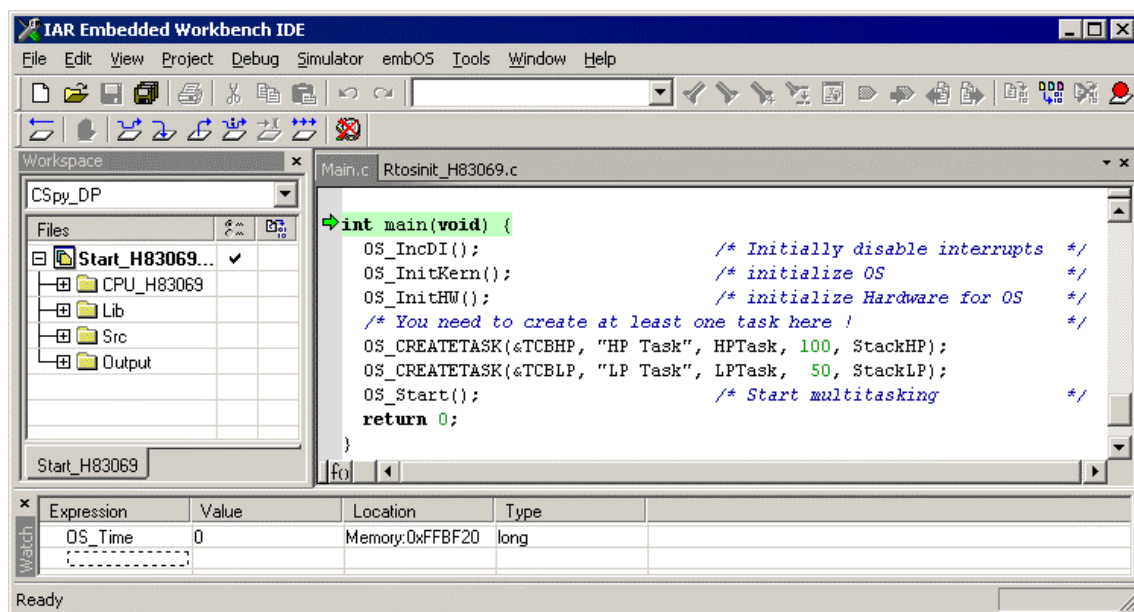 IAR Embedded Workbench IDE
File Edit View Project Debug Simulator embOS Tools Window Help
Workspace
CSpy_DP
Files
Start_H83069...
CPU_H83069
Lib
Src
Output
Start_H83069
Main.c Rtosinit_H83069.c
int main(void) {
OS_IncDI(); /* Initially disable interrupts */
OS_InitKern(); /* initialize OS */
OS_InitHW(); /* initialize Hardware for OS */
/* You need to create at least one task here ! */
OS_CREATETASK(&TCBHP, "HP Task", HPTask, 100, StackHP);
OS_CREATETASK(&TCBLP, "LP Task", LPTask, 50, StackLP);
OS_Start(); /* Start multitasking */
return 0;
}
Watch
Expression Value Location Type
OS_Time 0 Memory:0xFFBF20 long
Ready